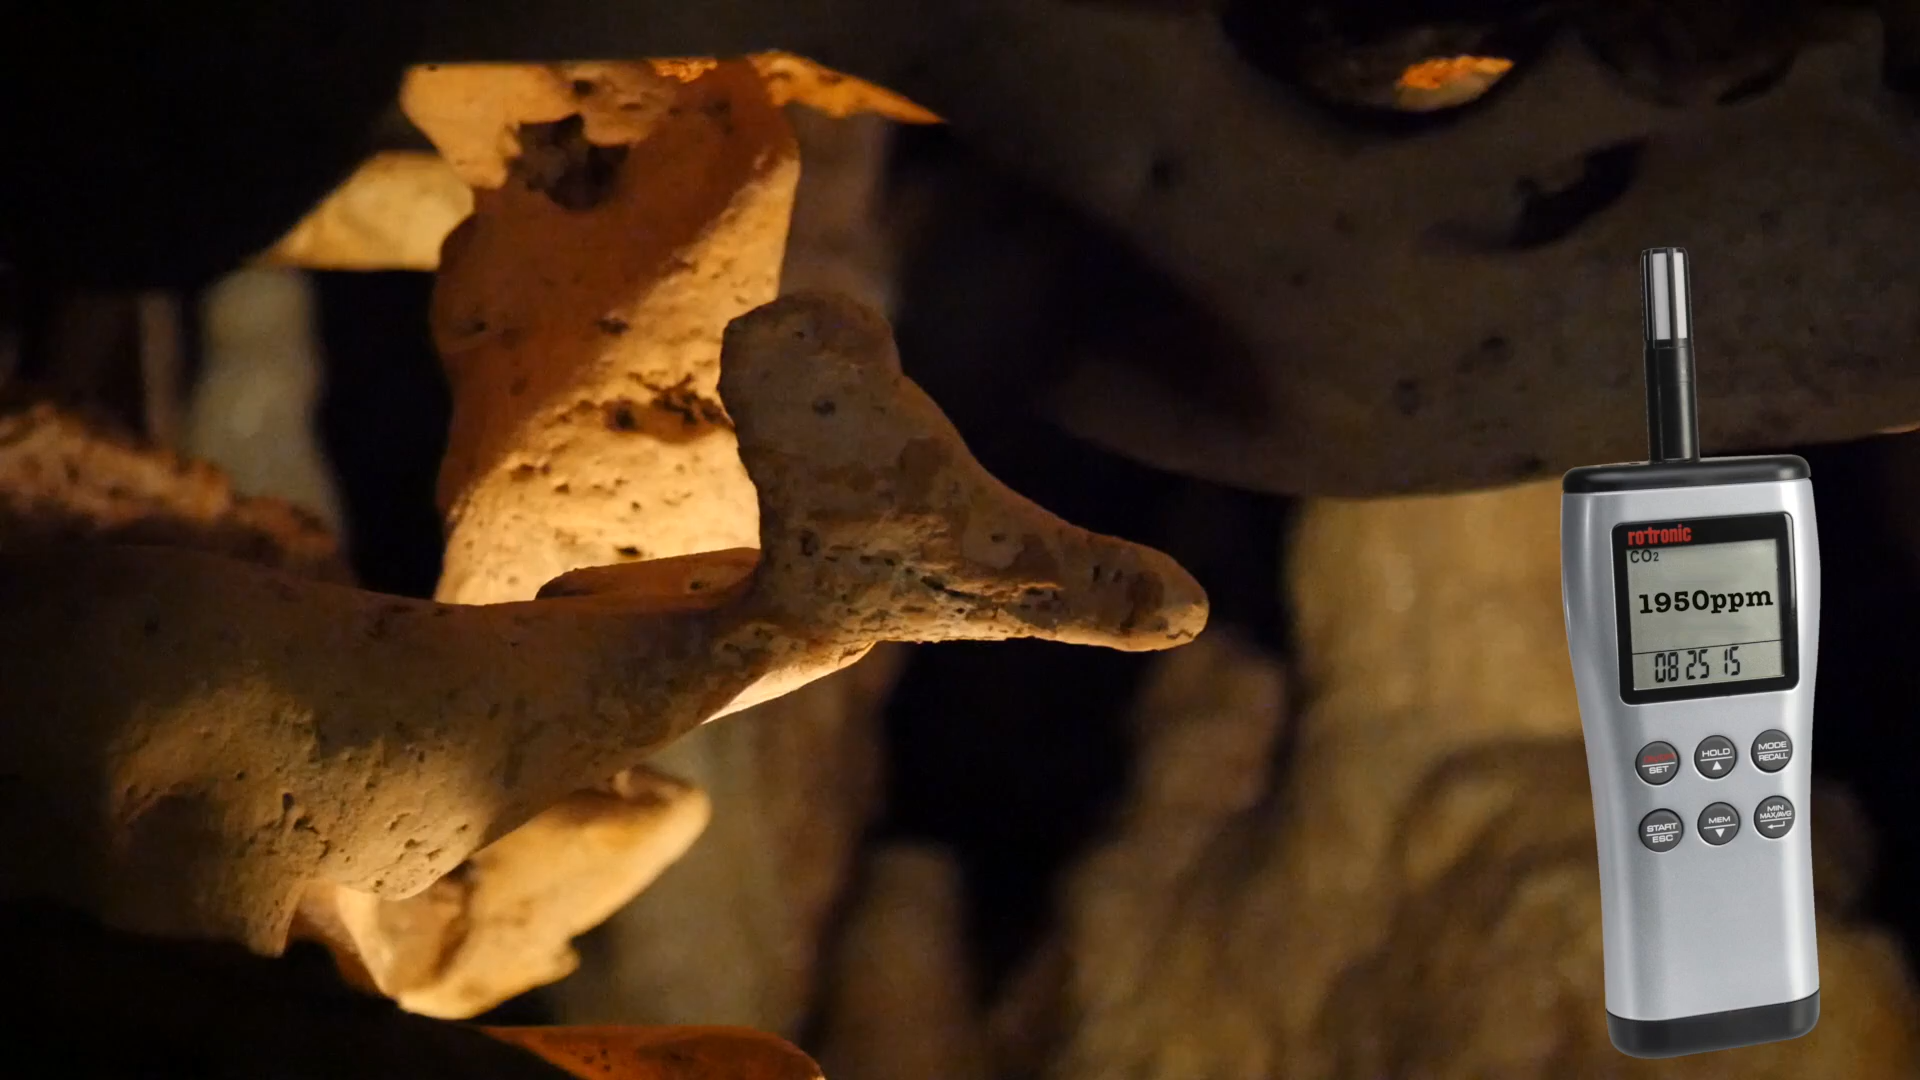 rotronic
CO2
1950ppm
08 25 15
SET
HOLD
MODE
RECALL
START
ESC
MEM
MIN
MAX/AVG